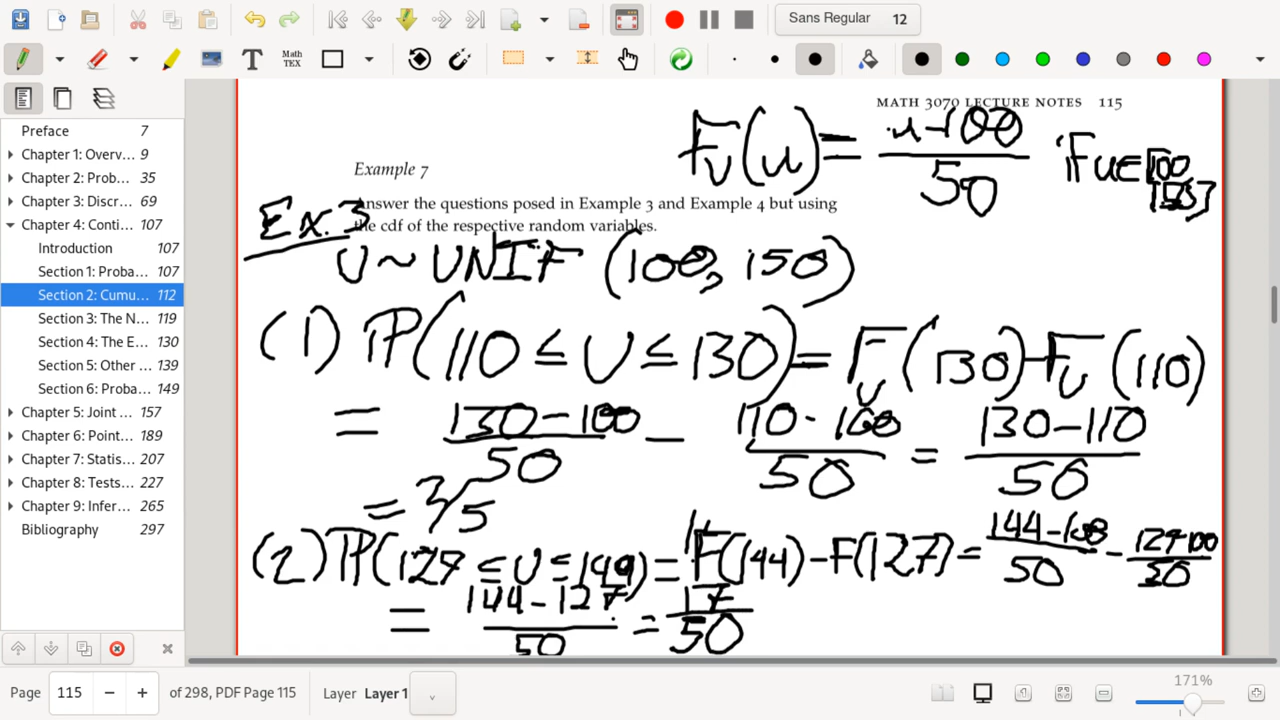 Sans Regular 12
Math TEX
Preface 7
Chapter 1: Overv... 9
Chapter 2: Prob... 35
Chapter 3: Discr... 69
Chapter 4: Conti... 107
Introduction 107
Section 1: Proba... 107
Section 2: Cumu... 112
Section 3: The N... 119
Section 4: The E... 130
Section 5: Other ... 139
Section 6: Proba... 149
Chapter 5: Joint ... 157
Chapter 6: Point... 189
Chapter 7: Statis... 207
Chapter 8: Tests... 227
Chapter 9: Infer... 265
Bibliography 297
MATH 3070 LECTURE NOTES 115
F_U(u) = (u-100)/50 if u∈[100, 150]
Example 7
Answer the questions posed in Example 3 and Example 4 but using
the cdf of the respective random variables.
Ex. 3
U ~ UNIF (100, 150)
(1) P(110 ≤ U ≤ 130) = F_U(130) - F_U(110)
= (130-100)/50 - (110-100)/50 = (130-110)/50
= 2/5
(2) P(127 ≤ U ≤ 144) = F(144) - F(127) = (144-100)/50 - (127-100)/50
= (144-127)/50 = 17/50
Page 115 of 298, PDF Page 115 Layer Layer 1 171%